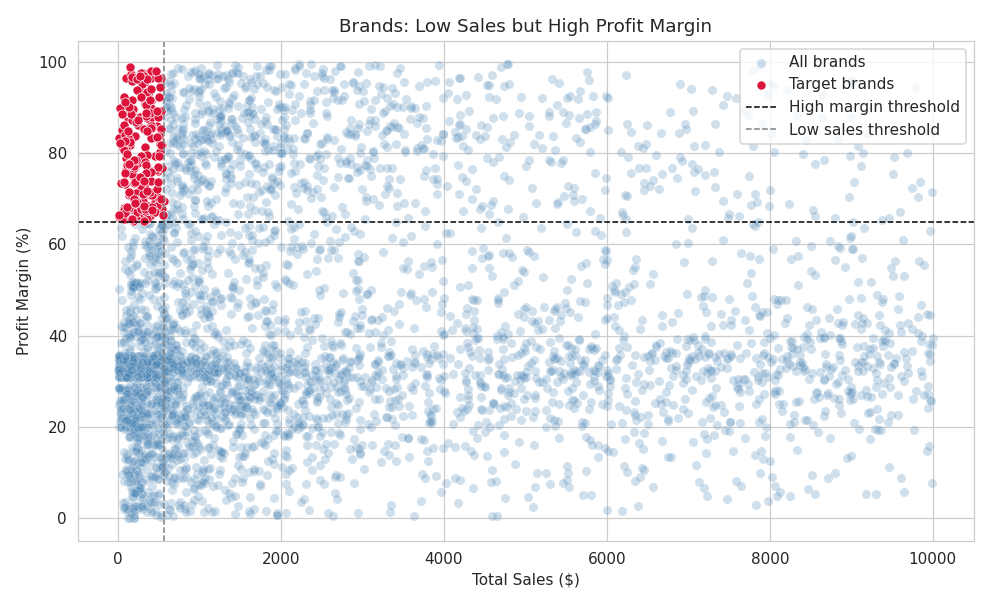 Brands: Low Sales but High Profit Margin
All brands
Target brands
High margin threshold
Low sales threshold
Profit Margin (%)
100
80
60
40
20
0
0 2000 4000 6000 8000 10000
Total Sales ($)